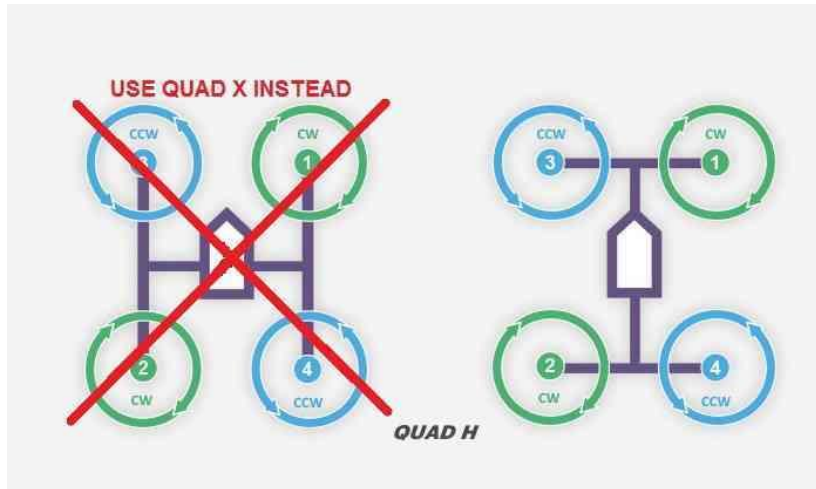 USE QUAD X INSTEAD
CCW CW CCW CW
3 1 3 1
2 4 2 4
CW CCW CW CCW
QUAD H